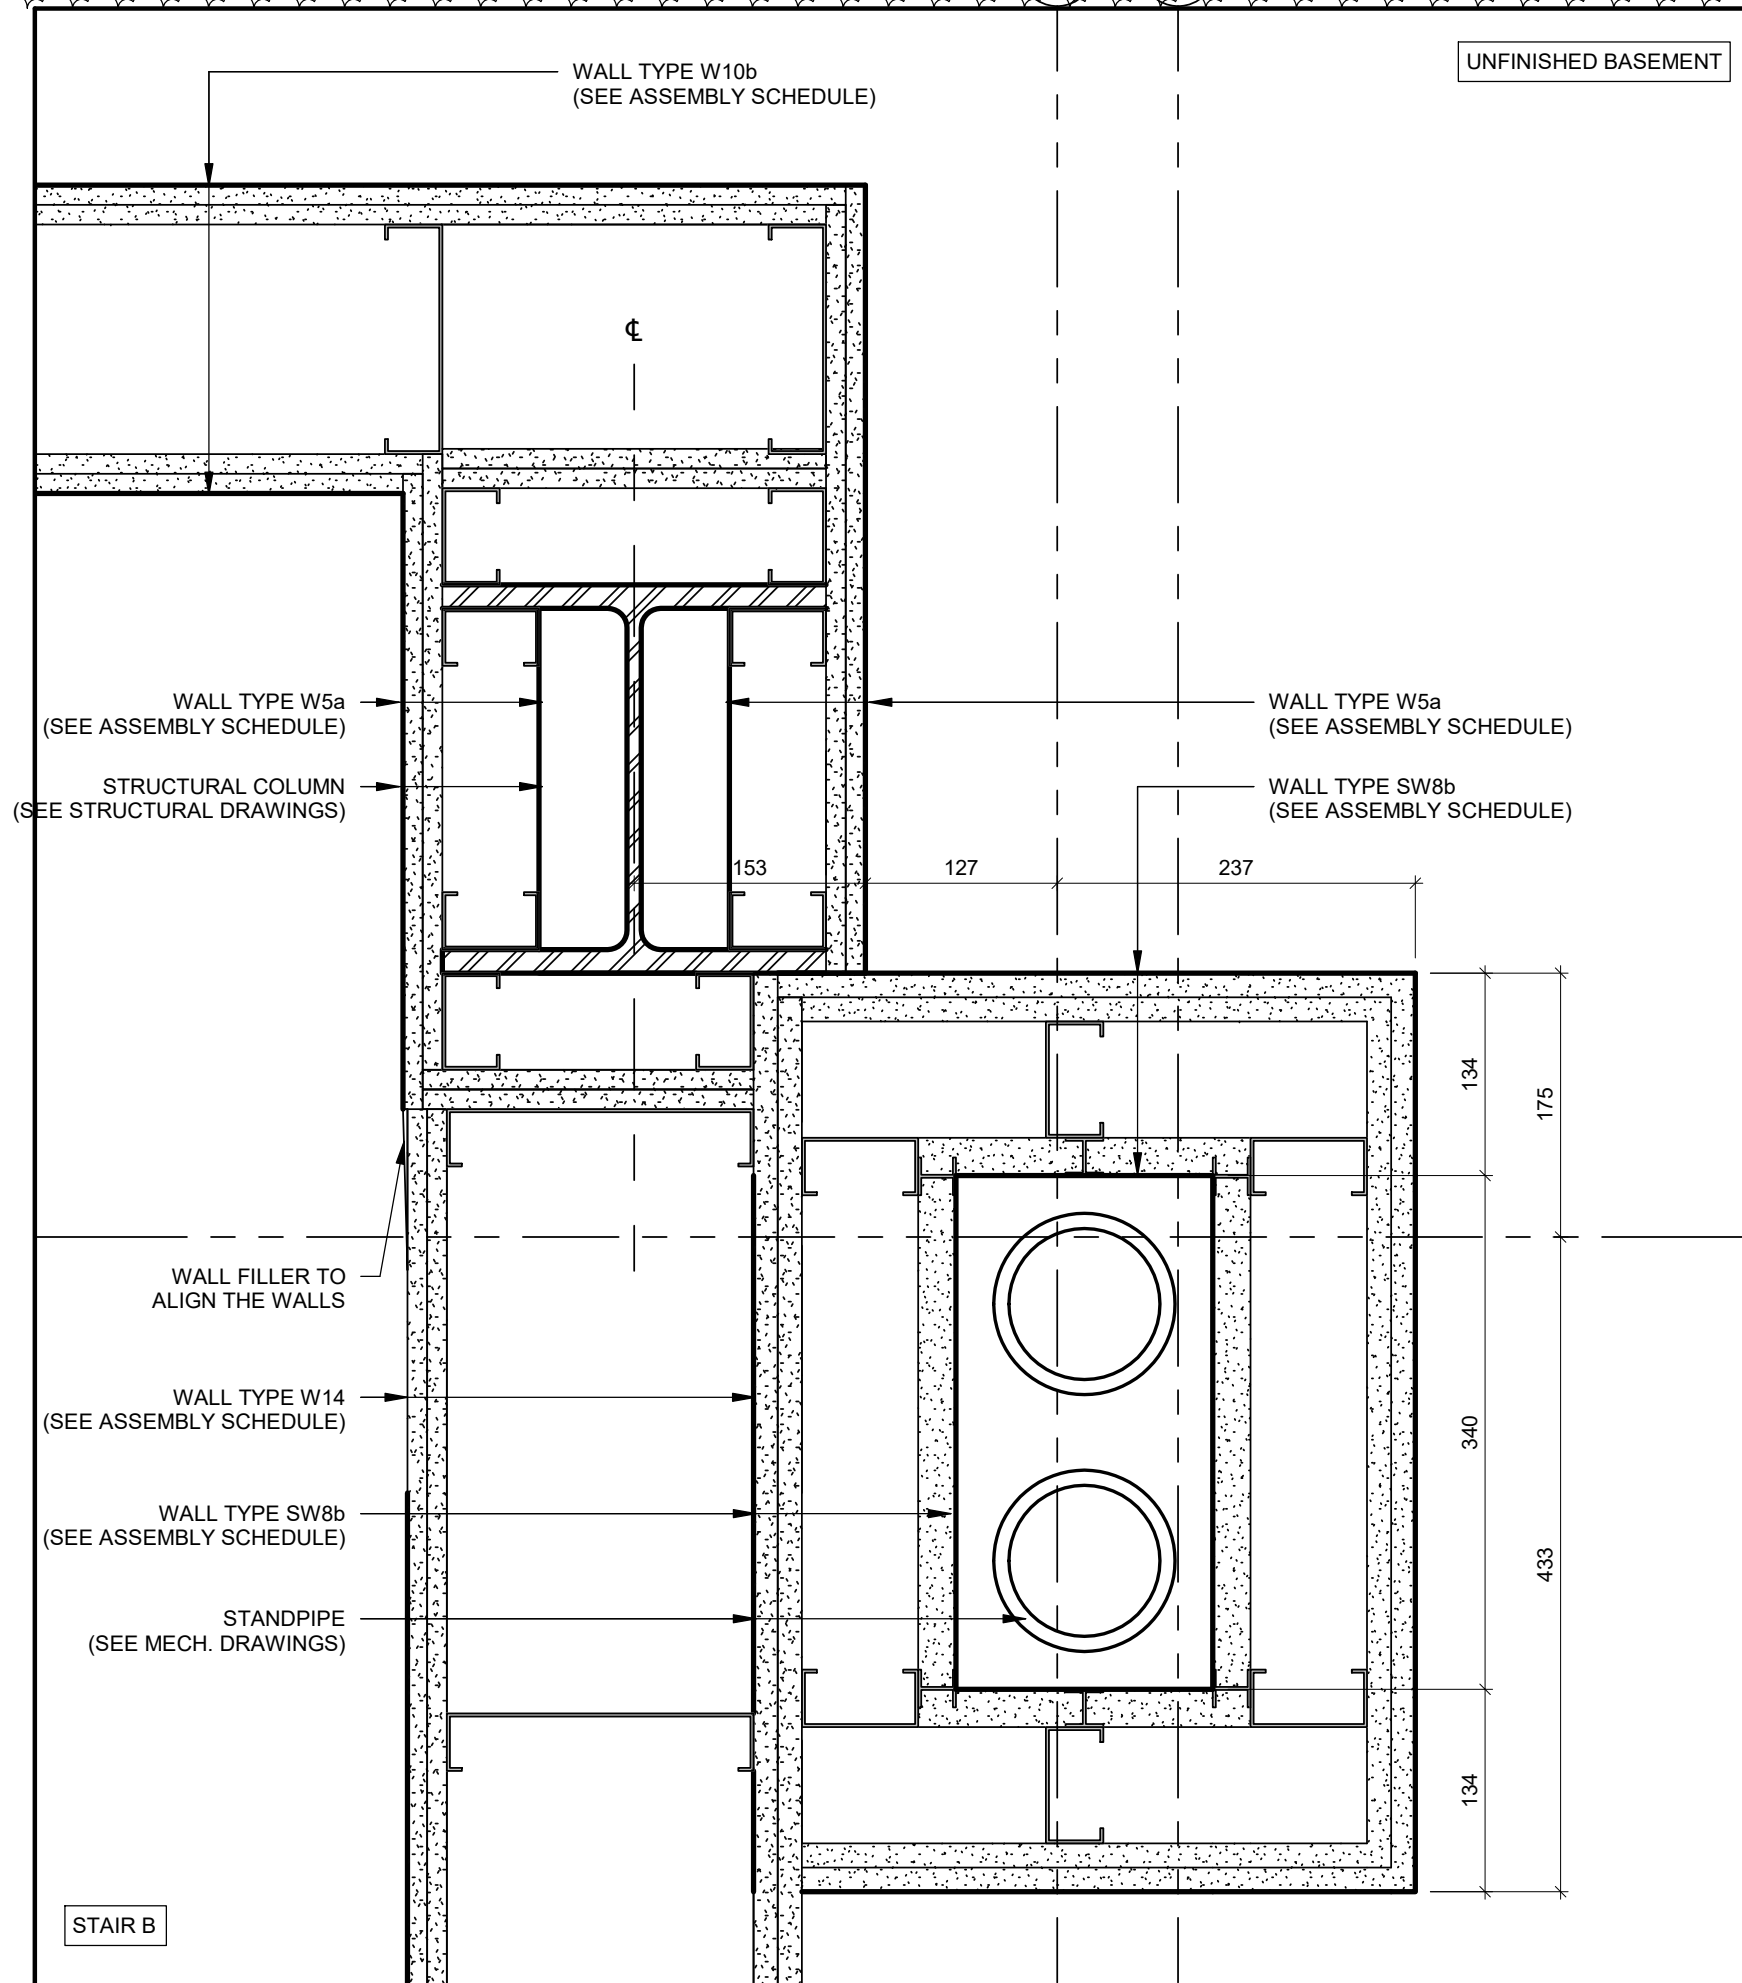 UNFINISHED BASEMENT
WALL TYPE W10b
(SEE ASSEMBLY SCHEDULE)
℄
WALL TYPE W5a
(SEE ASSEMBLY SCHEDULE)
WALL TYPE W5a
(SEE ASSEMBLY SCHEDULE)
STRUCTURAL COLUMN
(SEE STRUCTURAL DRAWINGS)
WALL TYPE SW8b
(SEE ASSEMBLY SCHEDULE)
153
127
237
134
175
WALL FILLER TO
ALIGN THE WALLS
WALL TYPE W14
(SEE ASSEMBLY SCHEDULE)
340
WALL TYPE SW8b
(SEE ASSEMBLY SCHEDULE)
433
STANDPIPE
(SEE MECH. DRAWINGS)
134
STAIR B